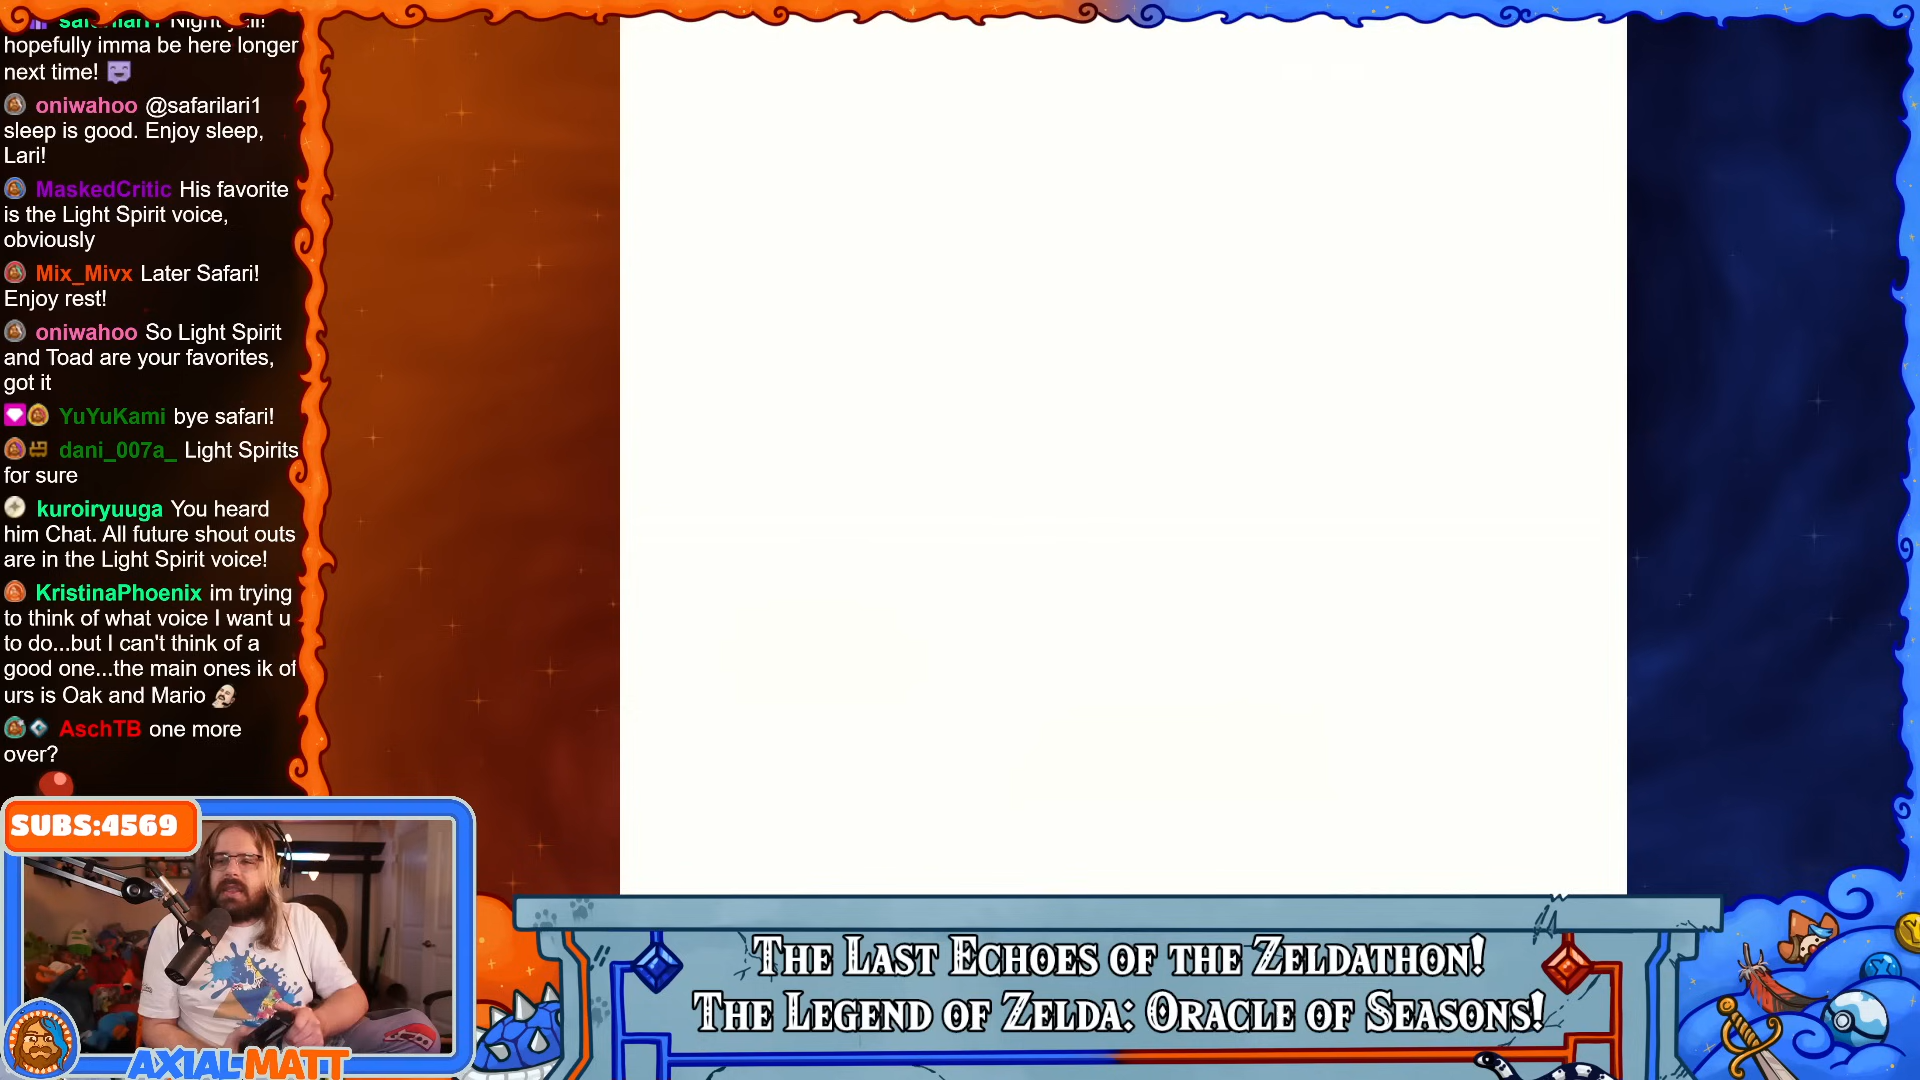 hopefully imma be here longer
next time!
oniwahoo @safarilari1
sleep is good. Enjoy sleep,
Lari!
MaskedCritic His favorite
is the Light Spirit voice,
obviously
Mix_Mivx Later Safari!
Enjoy rest!
oniwahoo So Light Spirit
and Toad are your favorites,
got it
YuYuKami bye safari!
dani_007a_ Light Spirits
for sure
kuroiryuuga You heard
him Chat. All future shout outs
are in the Light Spirit voice!
KristinaPhoenix im trying
to think of what voice I want u
to do...but I can't think of a
good one...the main ones ik of
urs is Oak and Mario
AschTB one more
over?
SUBS:4569
AXIALMATT
The Last Echoes of the Zeldathon!
The Legend of Zelda: Oracle of Seasons!